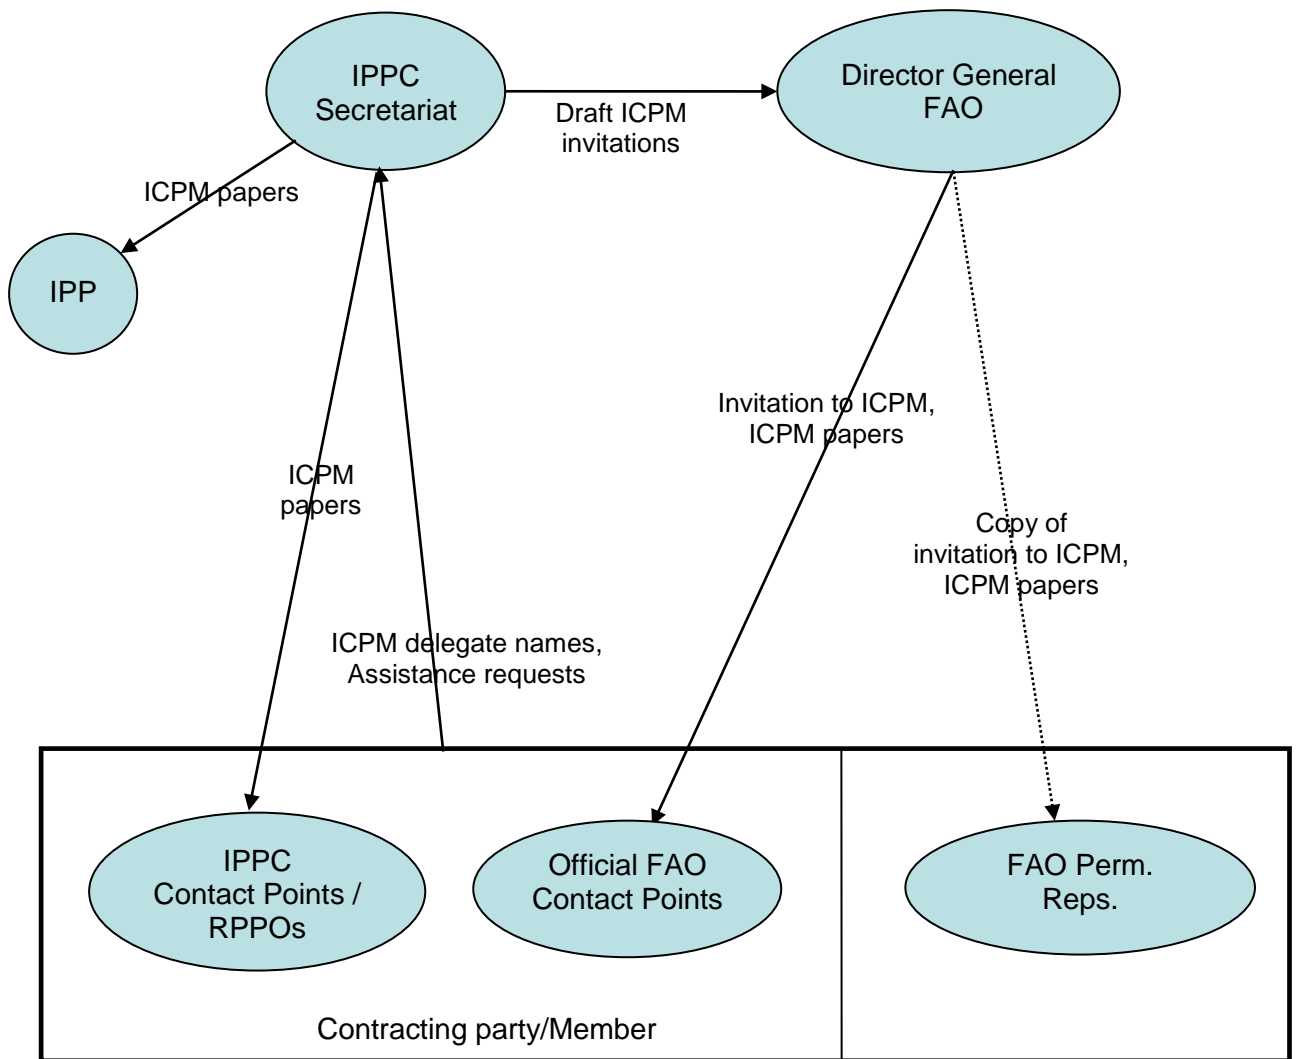 IPPC
Secretariat
Director General
FAO
Draft ICPM
invitations
ICPM papers
IPP
Invitation to ICPM,
ICPM papers
ICPM
papers
Copy of
invitation to ICPM,
ICPM papers
ICPM delegate names,
Assistance requests
IPPC
Contact Points /
RPPOs
Official FAO
Contact Points
FAO Perm.
Reps.
Contracting party/Member